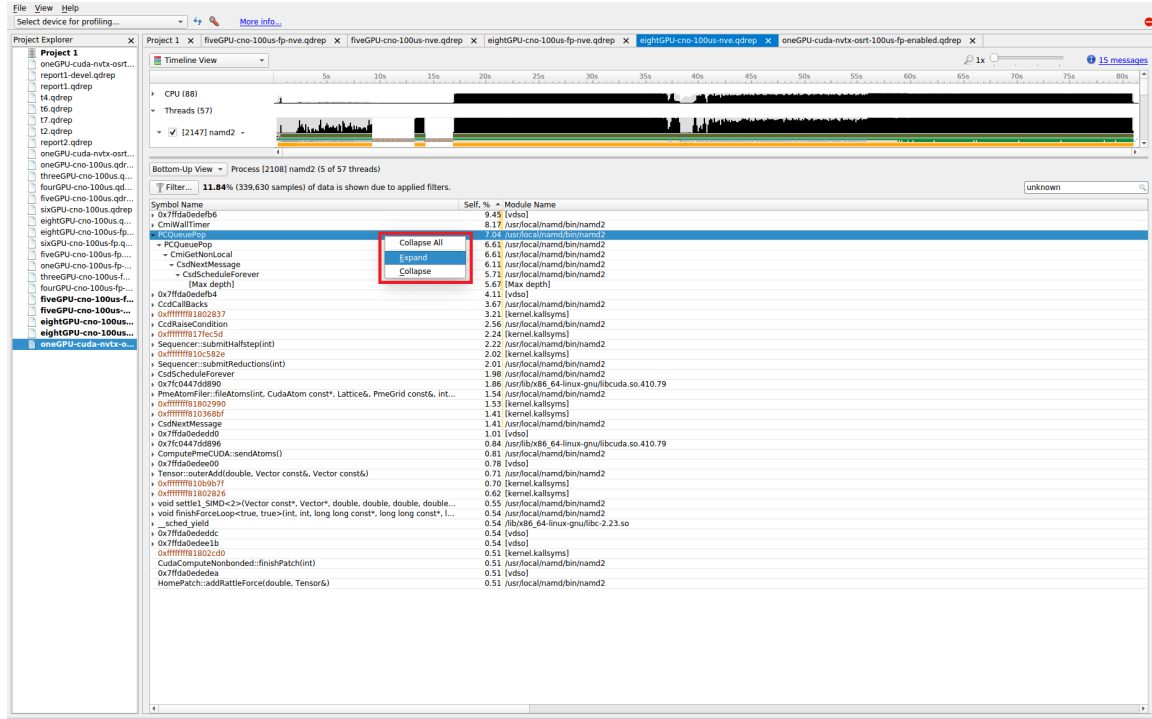 File View Help
Select device for profiling... More info...
Project Explorer
Project 1
oneGPU-cuda-nvtx-osrt...
report1-devel.qdrep
report1.qdrep
t4.qdrep
t6.qdrep
t7.qdrep
t2.qdrep
report2.qdrep
oneGPU-cuda-nvtx-osrt...
oneGPU-cno-100us.qdr...
threeGPU-cno-100us.q...
fourGPU-cno-100us.qd...
fiveGPU-cno-100us.qdr...
sixGPU-cno-100us.qdrep
eightGPU-cno-100us.q...
eightGPU-cno-100us-fp...
sixGPU-cno-100us-fp.q...
fiveGPU-cno-100us-fp....
oneGPU-cno-100us-fp-...
threeGPU-cno-100us-f...
fourGPU-cno-100us-fp-...
fiveGPU-cno-100us-f...
fiveGPU-cno-100us-...
eightGPU-cno-100us...
eightGPU-cno-100us...
oneGPU-cuda-nvtx-o...
Project 1 fiveGPU-cno-100us-fp-nve.qdrep fiveGPU-cno-100us-nve.qdrep eightGPU-cno-100us-fp-nve.qdrep eightGPU-cno-100us-nve.qdrep oneGPU-cuda-nvtx-osrt-100us-fp-enabled.qdrep
Timeline View 1x 15 messages
5s 10s 15s 20s 25s 30s 35s 40s 45s 50s 55s 60s 65s 70s 75s 80s
CPU (88)
Threads (57)
[2147] namd2
Bottom-Up View Process [2108] namd2 (5 of 57 threads)
Filter... 11.84% (339,630 samples) of data is shown due to applied filters. unknown
Symbol Name Self, % Module Name
0x7ffda0edefb6 9.45 [vdso]
CmiWallTimer 8.17 /usr/local/namd/bin/namd2
PCQueuePop 7.04 /usr/local/namd/bin/namd2
PCQueuePop 6.61 /usr/local/namd/bin/namd2
CmiGetNonLocal 6.61 /usr/local/namd/bin/namd2
CsdNextMessage 6.11 /usr/local/namd/bin/namd2
CsdScheduleForever 5.71 /usr/local/namd/bin/namd2
[Max depth] 5.67 [Max depth]
Collapse All
Expand
Collapse
0x7ffda0edefb4 4.11 [vdso]
CcdCallBacks 3.67 /usr/local/namd/bin/namd2
0xffffffff81802837 3.21 [kernel.kallsyms]
CcdRaiseCondition 2.56 /usr/local/namd/bin/namd2
0xffffffff817fec5d 2.24 [kernel.kallsyms]
Sequencer::submitHalfstep(int) 2.22 /usr/local/namd/bin/namd2
0xffffffff810c582e 2.02 [kernel.kallsyms]
Sequencer::submitReductions(int) 2.01 /usr/local/namd/bin/namd2
CsdScheduleForever 1.98 /usr/local/namd/bin/namd2
0x7fc0447dd890 1.86 /usr/lib/x86_64-linux-gnu/libcuda.so.410.79
PmeAtomFiler::fileAtoms(int, CudaAtom const*, Lattice&, PmeGrid const&, int... 1.54 /usr/local/namd/bin/namd2
0xffffffff81802990 1.53 [kernel.kallsyms]
0xffffffff810368bf 1.41 [kernel.kallsyms]
CsdNextMessage 1.41 /usr/local/namd/bin/namd2
0x7ffda0ededd0 1.01 [vdso]
0x7fc0447dd896 0.84 /usr/lib/x86_64-linux-gnu/libcuda.so.410.79
ComputePmeCUDA::sendAtoms() 0.81 /usr/local/namd/bin/namd2
0x7ffda0edee00 0.78 [vdso]
Tensor::outerAdd(double, Vector const&, Vector const&) 0.71 /usr/local/namd/bin/namd2
0xffffffff810b9b7f 0.70 [kernel.kallsyms]
0xffffffff81802826 0.62 [kernel.kallsyms]
void settle1_SIMD<2>(Vector const*, Vector*, double, double, double, double... 0.55 /usr/local/namd/bin/namd2
void finishForceLoop<true, true>(int, int, long long const*, long long const*, l... 0.54 /usr/local/namd/bin/namd2
__sched_yield 0.54 /lib/x86_64-linux-gnu/libc-2.23.so
0x7ffda0ededdc 0.54 [vdso]
0x7ffda0edee1b 0.54 [vdso]
0xffffffff81802cd0 0.51 [kernel.kallsyms]
CudaComputeNonbonded::finishPatch(int) 0.51 /usr/local/namd/bin/namd2
0x7ffda0ededea 0.51 [vdso]
HomePatch::addRattleForce(double, Tensor&) 0.51 /usr/local/namd/bin/namd2